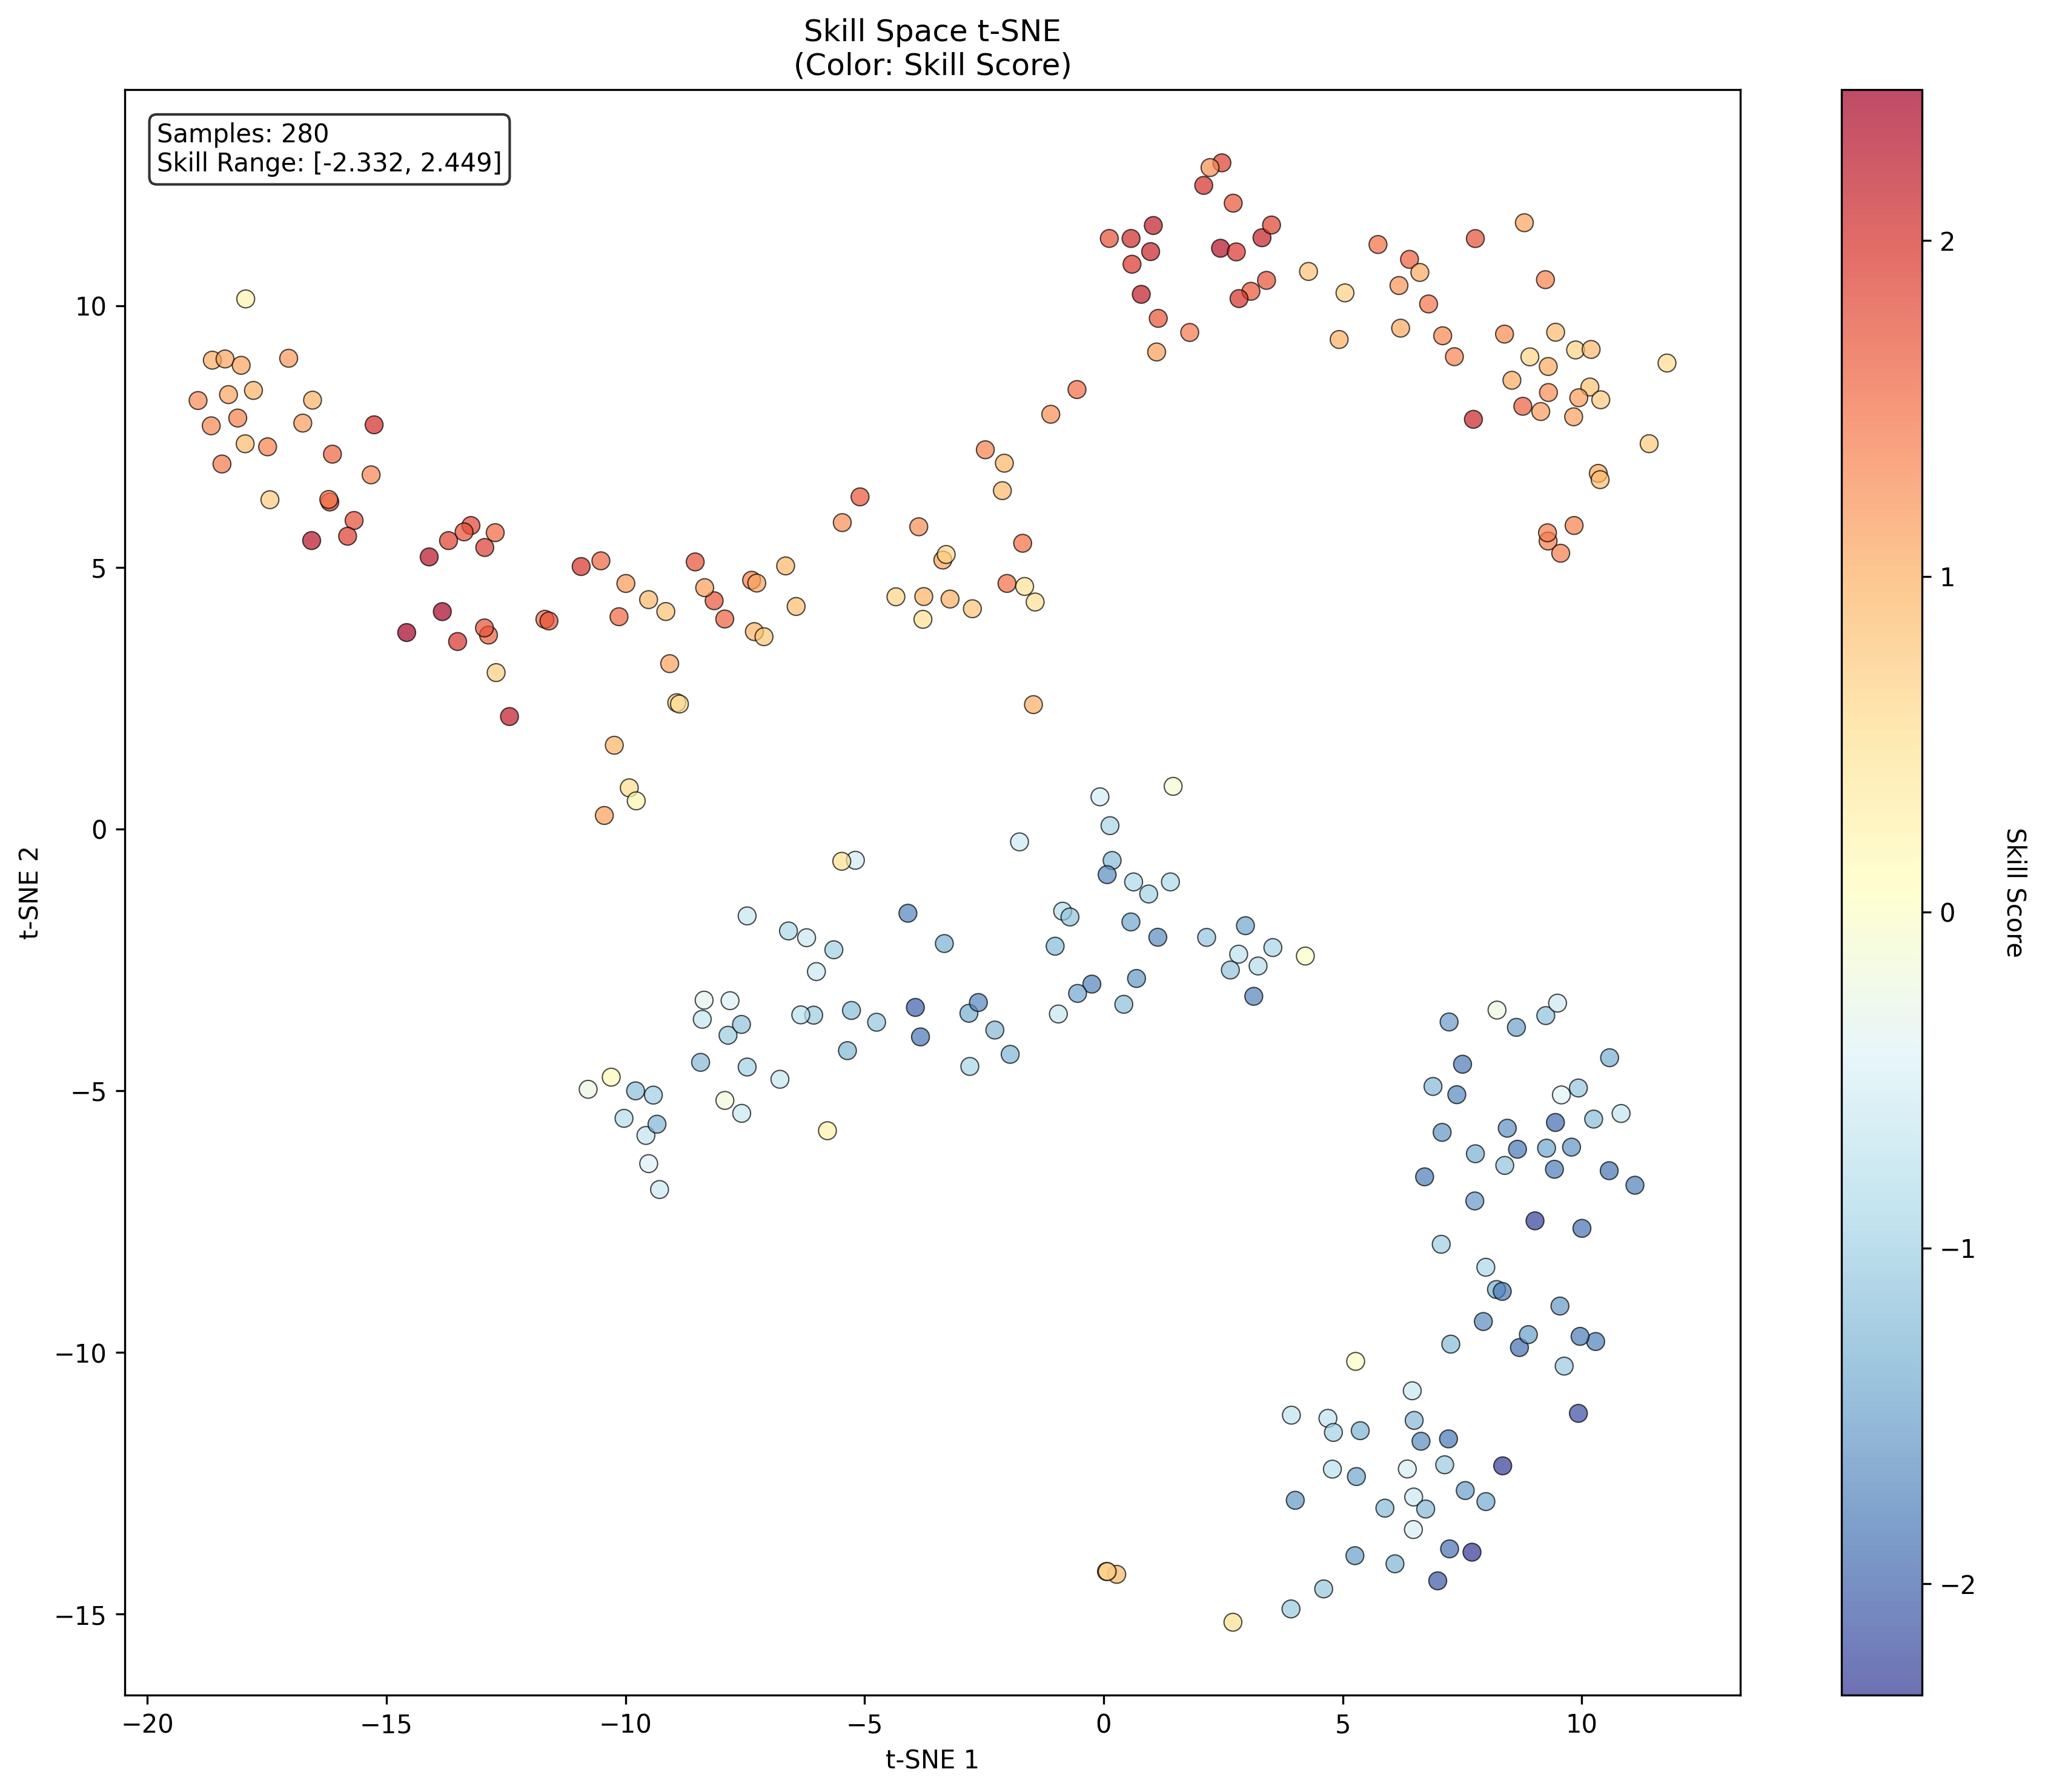 Skill Space t-SNE
(Color: Skill Score)
Samples: 280
Skill Range: [-2.332, 2.449]
10
5
0
−5
−10
−15
t-SNE 2
−20
−15
−10
−5
0
5
10
t-SNE 1
2
1
0
−1
−2
Skill Score